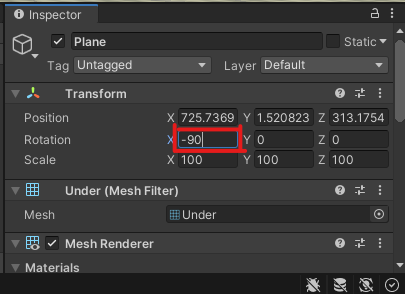 Inspector
Plane
Static
Tag Untagged Layer Default
Transform
Position X 725.7369 Y 1.520823 Z 313.1754
Rotation X -90 Y 0 Z 0
Scale X 100 Y 100 Z 100
Under (Mesh Filter)
Mesh Under
Mesh Renderer
Materials